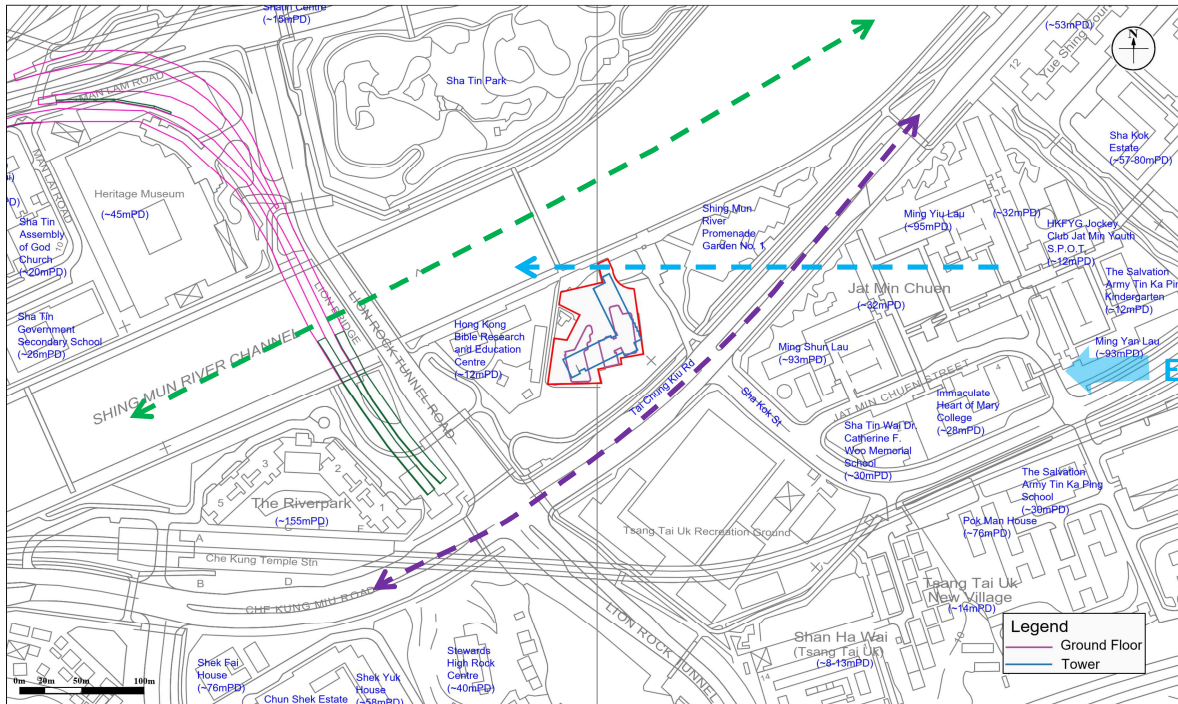 Shatin Centre
(~15mPD)
(~53mPD)
Yue Shing Court
12
N
MAN LAM ROAD
Sha Tin Park
Sha Kok
Estate
(~57-80mPD)
MAN LAI ROAD
10
Heritage Museum
(~45mPD)
Sha Tin
Assembly
of God
Church
(~20mPD)
Shing Mun
River
Promenade
Garden No. 1
Ming Yiu Lau
(~95mPD)
(~32mPD)
HKFYG Jockey
Club Jat Min Youth
S.P.O.T.
(~12mPD)
The Salvation
Army Tin Ka Ping
Kindergarten
(~12mPD)
Jat Min Chuen
(~32mPD)
LION BRIDGE
LION ROCK TUNNEL ROAD
Sha Tin
Government
Secondary School
(~26mPD)
SHING MUN RIVER CHANNEL
Hong Kong
Bible Research
and Education
Centre
(~12mPD)
Ming Shun Lau
(~93mPD)
Ming Yan Lau
(~93mPD)
E
Tai Chung Kiu Rd
Sha Kok St
JAT MIN CHUEN STREET
4
Immaculate
Heart of Mary
College
(~28mPD)
Sha Tin Wai Dr.
Catherine F.
Woo Memorial
School
(~30mPD)
3
2
5
1
The Riverpark
(~155mPD)
The Salvation
Army Tin Ka Ping
School
(~30mPD)
C
E
A
Che Kung Temple Stn
B
D
CHE KUNG MIU ROAD
Tsang Tai Uk Recreation Ground
Pok Man House
(~76mPD)
Tsang Tai Uk
New Village
(~14mPD)
LION ROCK TUNNEL
Shan Ha Wai
(Tsang Tai Uk)
(~8-13mPD)
14
10
Legend
Ground Floor
Tower
Shek Fai
House
(~76mPD)
Shek Yuk
House
(~58mPD)
Chun Shek Estate
Stewards
High Rock
Centre
(~40mPD)
0m 20m 50m 100m